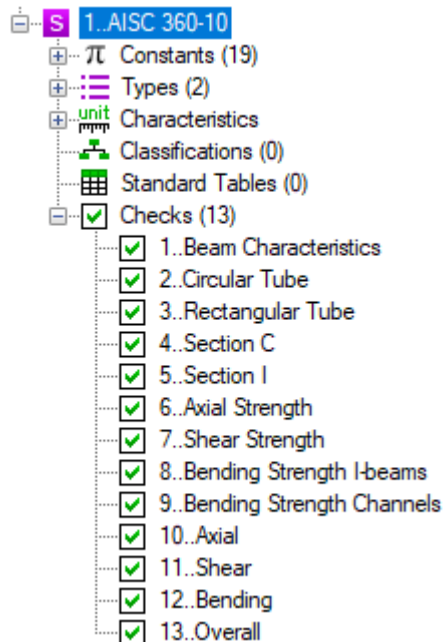 S 1..AISC 360-10
π Constants (19)
Types (2)
unit Characteristics
Classifications (0)
Standard Tables (0)
Checks (13)
1..Beam Characteristics
2..Circular Tube
3..Rectangular Tube
4..Section C
5..Section I
6..Axial Strength
7..Shear Strength
8..Bending Strength I-beams
9..Bending Strength Channels
10..Axial
11..Shear
12..Bending
13..Overall